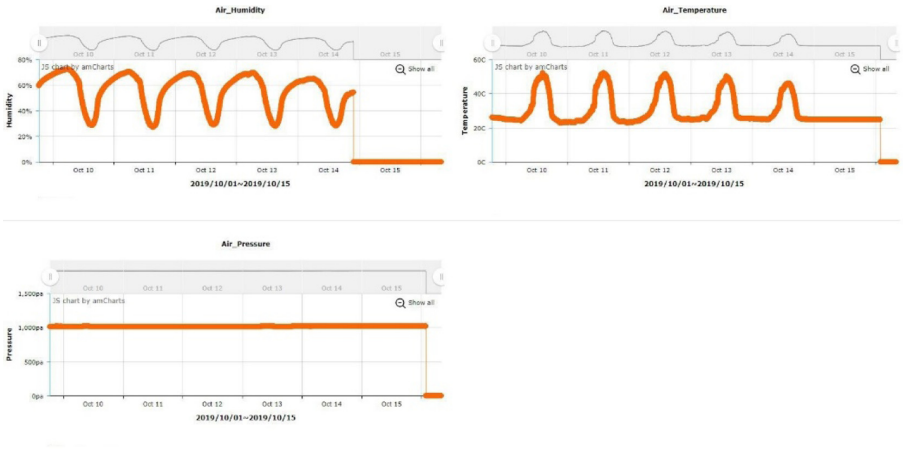 Air_Humidity
Oct 10 Oct 11 Oct 12 Oct 13 Oct 14 Oct 15
80%
JS chart by amCharts
Show all
60%
40%
20%
0%
Humidity
Oct 10 Oct 11 Oct 12 Oct 13 Oct 14 Oct 15
2019/10/01~2019/10/15
Air_Temperature
Oct 10 Oct 11 Oct 12 Oct 13 Oct 14 Oct 15
60C
JS chart by amCharts
Show all
40C
20C
0C
Temperature
Oct 10 Oct 11 Oct 12 Oct 13 Oct 14 Oct 15
2019/10/01~2019/10/15
Air_Pressure
Oct 10 Oct 11 Oct 12 Oct 13 Oct 14 Oct 15
1,500pa
JS chart by amCharts
Show all
1,000pa
500pa
0pa
Pressure
Oct 10 Oct 11 Oct 12 Oct 13 Oct 14 Oct 15
2019/10/01~2019/10/15